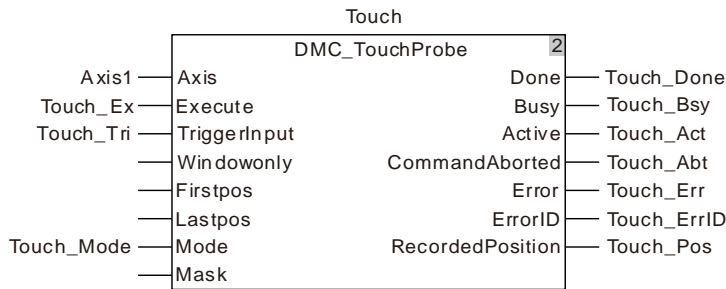 Touch
DMC_TouchProbe 2
Axis1 Axis Done Touch_Done
Touch_Ex Execute Busy Touch_Bsy
Touch_Tri TriggerInput Active Touch_Act
Windowonly CommandAborted Touch_Abt
Firstpos Error Touch_Err
Lastpos ErrorID Touch_ErrID
Touch_Mode Mode RecordedPosition Touch_Pos
Mask